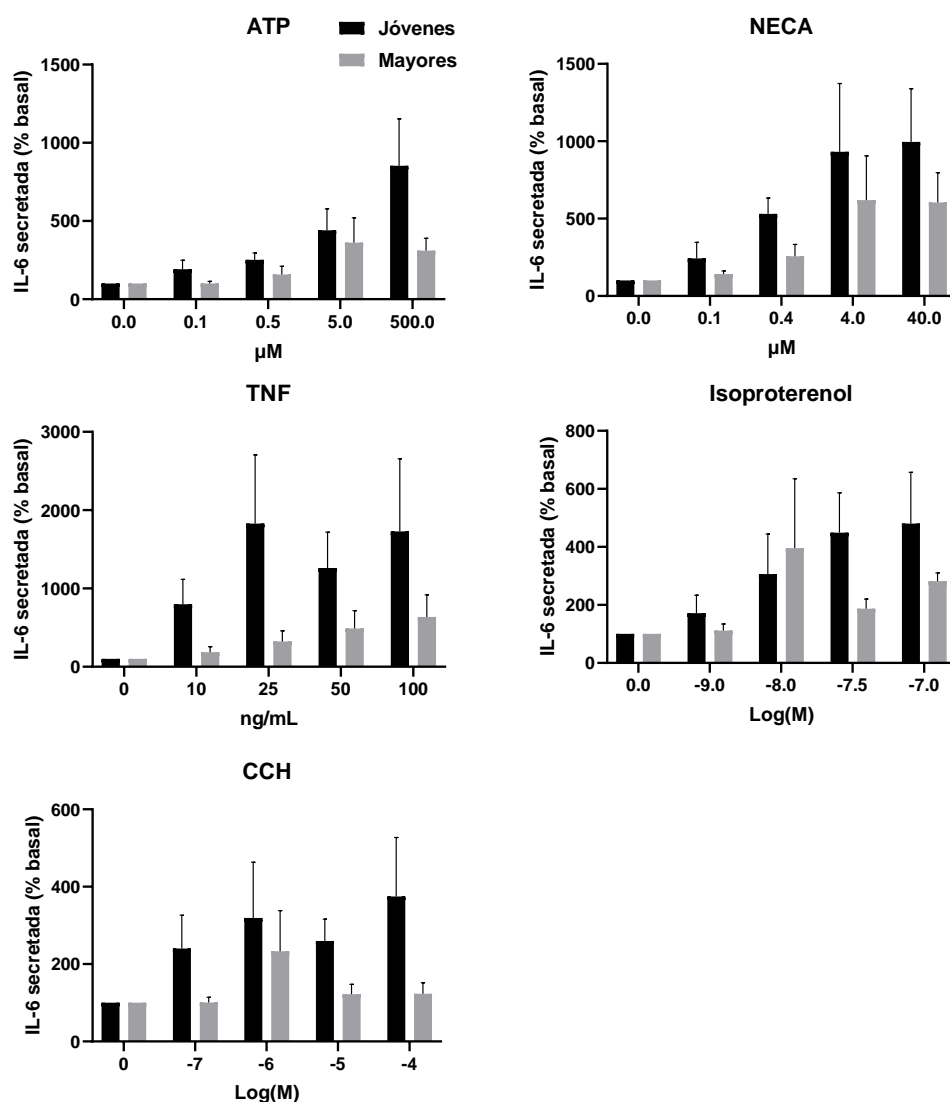 ATP
Jóvenes
Mayores
IL-6 secretada (% basal)
1500
1000
500
0
0.0 0.1 0.5 5.0 500.0
µM
NECA
IL-6 secretada (% basal)
1500
1000
500
0
0.0 0.1 0.4 4.0 40.0
µM
TNF
IL-6 secretada (% basal)
3000
2000
1000
0
0 10 25 50 100
ng/mL
Isoproterenol
IL-6 secretada (% basal)
800
600
400
200
0
0.0 -9.0 -8.0 -7.5 -7.0
Log(M)
CCH
IL-6 secretada (% basal)
600
400
200
0
0 -7 -6 -5 -4
Log(M)